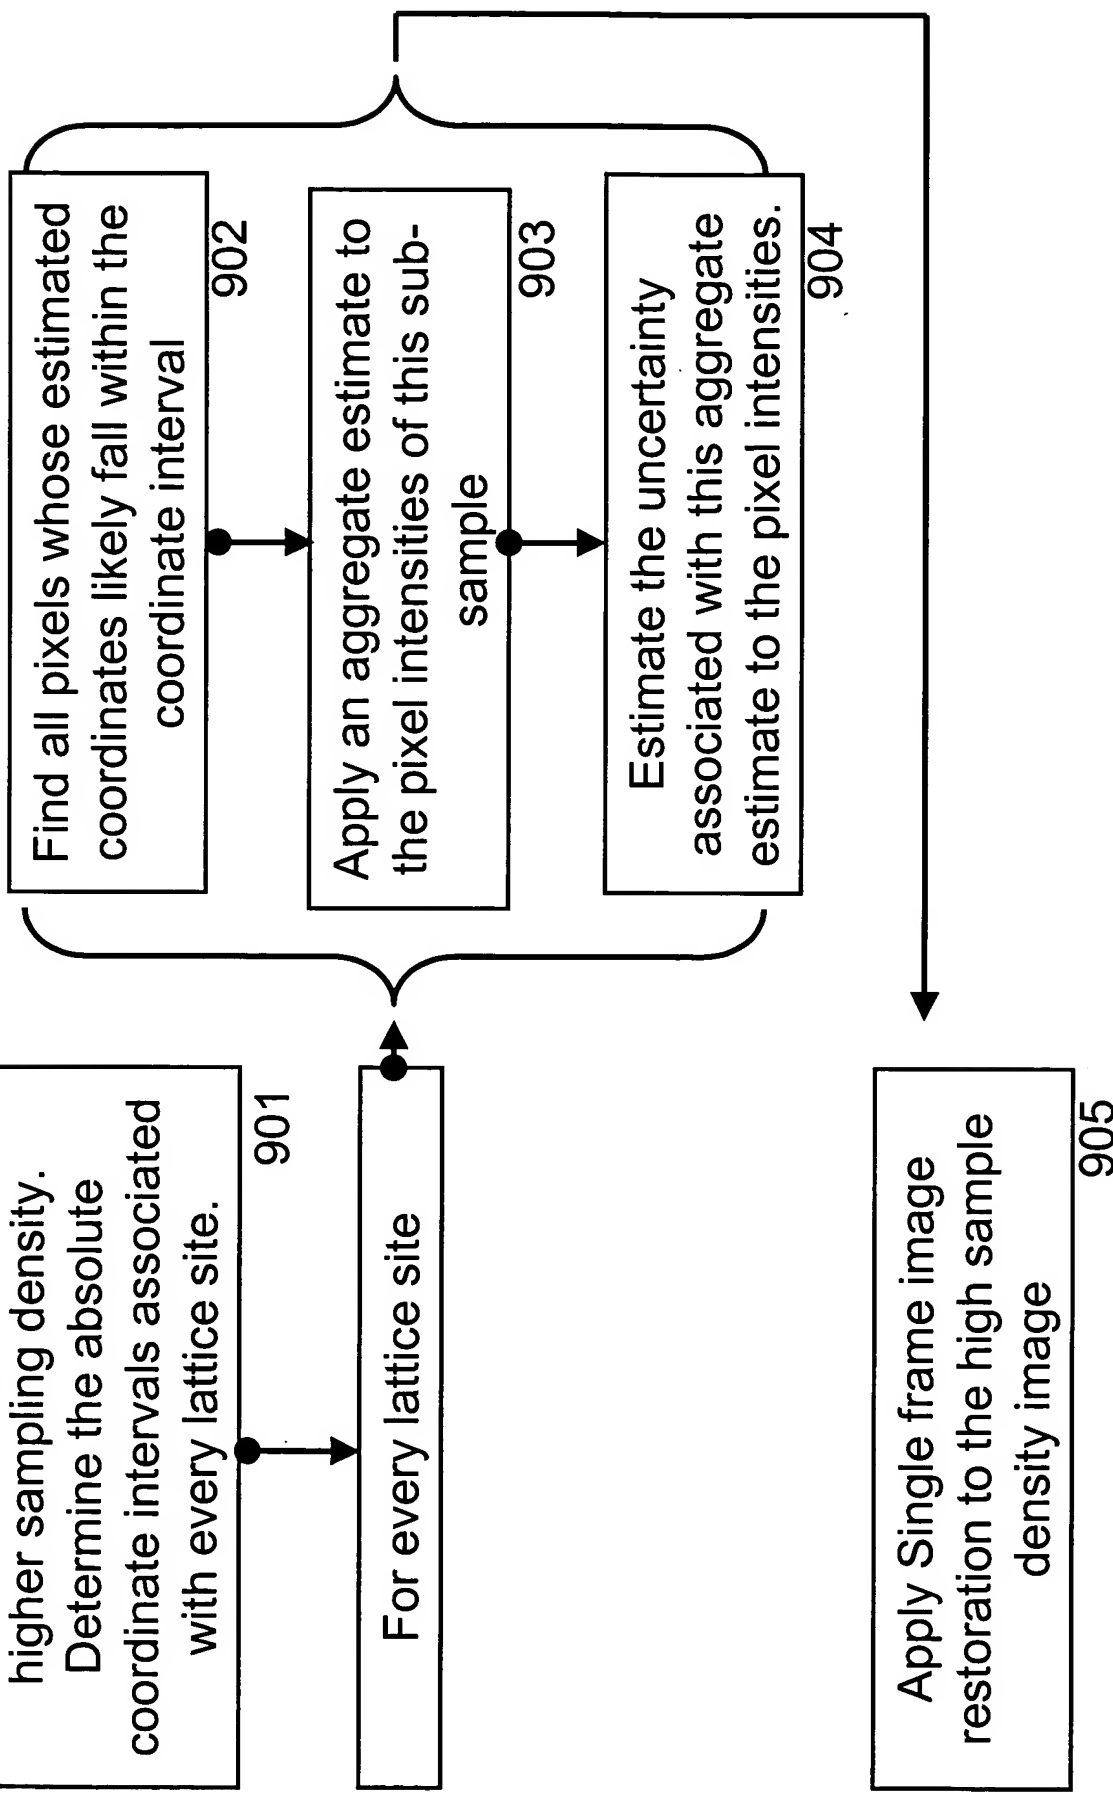 higher sampling density.
Determine the absolute
coordinate intervals associated
with every lattice site.
901
For every lattice site
Find all pixels whose estimated
coordinates likely fall within the
coordinate interval
902
Apply an aggregate estimate to
the pixel intensities of this sub-
sample
903
Estimate the uncertainty
associated with this aggregate
estimate to the pixel intensities.
904
Apply Single frame image
restoration to the high sample
density image
905